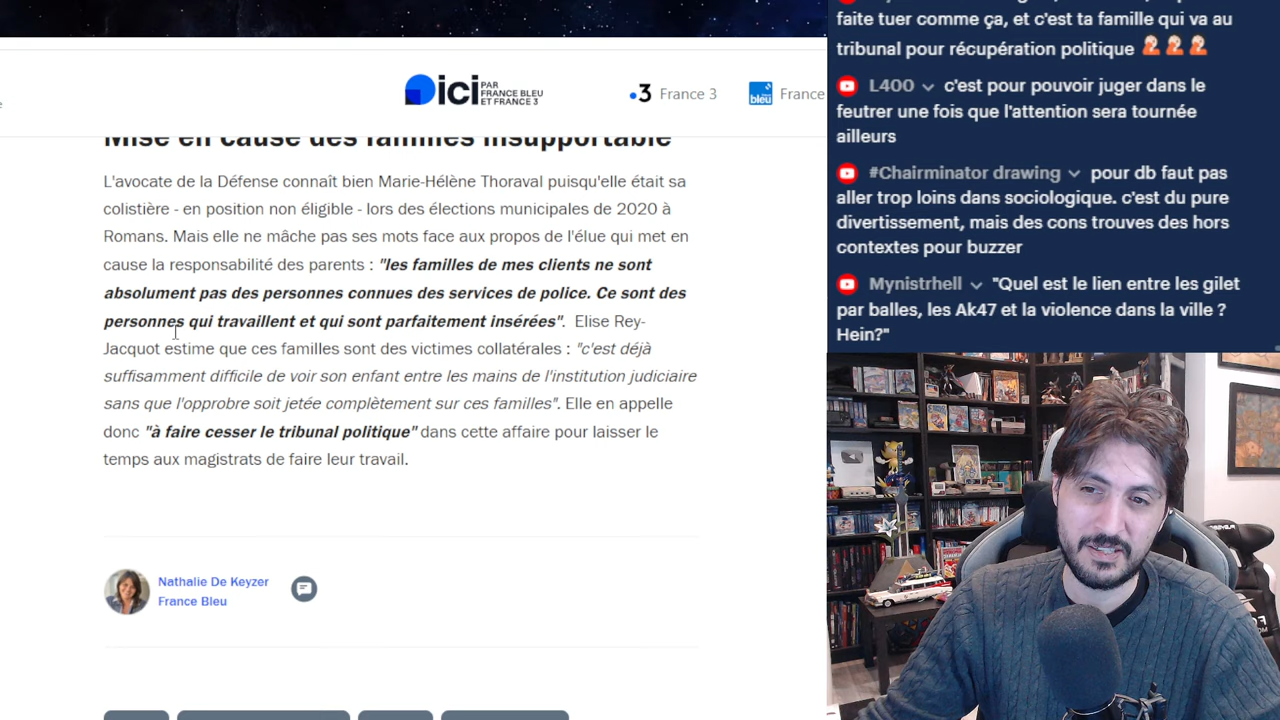 ici PAR
FRANCE BLEU
ET FRANCE 3
3 France 3
bleu France
Mise en cause des familles insupportable
L'avocate de la Défense connaît bien Marie-Hélène Thoraval puisqu'elle était sa
colistière - en position non éligible - lors des élections municipales de 2020 à
Romans. Mais elle ne mâche pas ses mots face aux propos de l'élue qui met en
cause la responsabilité des parents : "les familles de mes clients ne sont
absolument pas des personnes connues des services de police. Ce sont des
personnes qui travaillent et qui sont parfaitement insérées". Elise Rey-
Jacquot estime que ces familles sont des victimes collatérales : "c'est déjà
suffisamment difficile de voir son enfant entre les mains de l'institution judiciaire
sans que l'opprobre soit jetée complètement sur ces familles". Elle en appelle
donc "à faire cesser le tribunal politique" dans cette affaire pour laisser le
temps aux magistrats de faire leur travail.
Nathalie De Keyzer
France Bleu
faite tuer comme ça, et c'est ta famille qui va au
tribunal pour récupération politique
L400 c'est pour pouvoir juger dans le
feutrer une fois que l'attention sera tournée
ailleurs
#Chairminator drawing pour db faut pas
aller trop loins dans sociologique. c'est du pure
divertissement, mais des cons trouves des hors
contextes pour buzzer
Mynistrhell "Quel est le lien entre les gilet
par balles, les Ak47 et la violence dans la ville ?
Hein?"